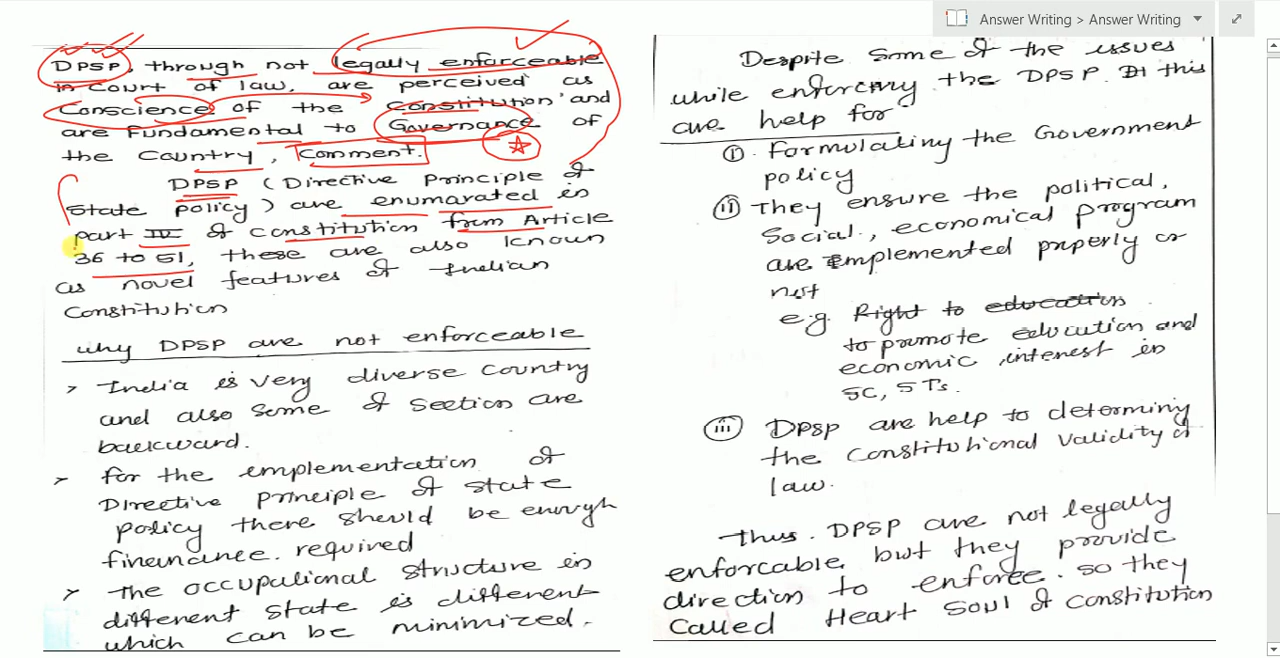 Answer Writing > Answer Writing
DPSP, through not legally enforceable
in Court of law, are perceived as
Conscience of the Constitution and
are fundamental to Governance of
the Country, Comment.
DPSP (Directive Principle of
state policy) are enumarated in
part IV of constitution from Article
36 to 51, these are also known
as novel features of Indian
Constitution
why DPSP are not enforceable
> India is very diverse Country
and also some of section are
backward.
> for the emplementation of
Directive principle of state
policy there should be enough
finanance. required
> The occupational structure in
different state is different
which can be minimized.
Despite some of the issues
while enforcing the DPSP. this
are help for
(i) Formulating the Government
policy
(ii) They ensure the political,
Social, economical program
are Emplemented properly or
not
e.g. Right to education
to promote education and
economic interest in
SC, STs.
(iii) DPSP are help to determing
the Constitutional validity of
law.
Thus. DPSP are not legally
enforcable but they provide
direction to enforce. so they
Called Heart Soul of Constitution